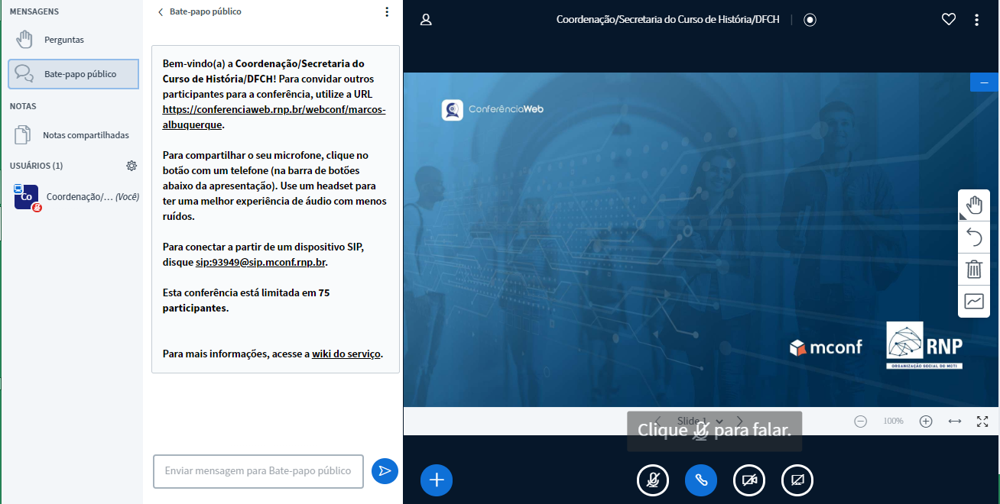 MENSAGENS
Perguntas
Bate-papo público
NOTAS
Notas compartilhadas
USUÁRIOS (1)
Co
Coordenação/... (Você)
Bate-papo público
Bem-vindo(a) a Coordenação/Secretaria do
Curso de História/DFCH! Para convidar outros
participantes para a conferência, utilize a URL
https://conferenciaweb.rnp.br/webconf/marcos-
albuquerque.
Para compartilhar o seu microfone, clique no
botão com um telefone (na barra de botões
abaixo da apresentação). Use um headset para
ter uma melhor experiência de áudio com menos
ruídos.
Para conectar a partir de um dispositivo SIP,
disque sip:93949@sip.mconf.rnp.br.
Esta conferência está limitada em 75
participantes.
Para mais informações, acesse a wiki do serviço.
Enviar mensagem para Bate-papo público
Coordenação/Secretaria do Curso de História/DFCH
ConferênciaWeb
mconf
RNP
ORGANIZAÇÃO SOCIAL DO MCTI
Slide 1
100%
Clique para falar.